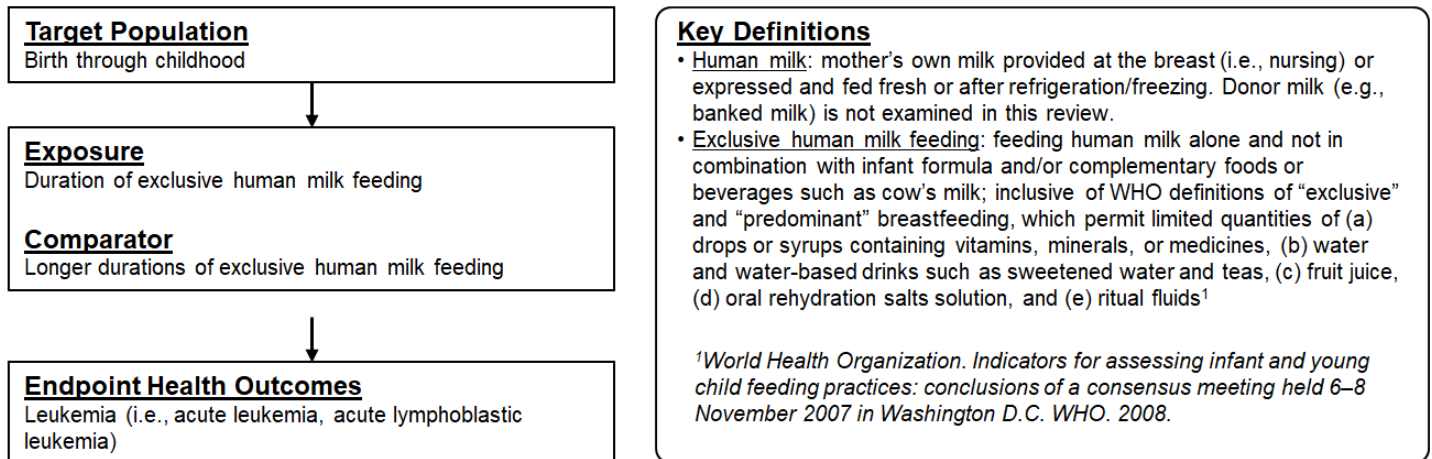 Target Population
Birth through childhood
Exposure
Duration of exclusive human milk feeding
Comparator
Longer durations of exclusive human milk feeding
Endpoint Health Outcomes
Leukemia (i.e., acute leukemia, acute lymphoblastic
leukemia)
Key Definitions
• Human milk: mother's own milk provided at the breast (i.e., nursing) or
expressed and fed fresh or after refrigeration/freezing. Donor milk (e.g.,
banked milk) is not examined in this review.
• Exclusive human milk feeding: feeding human milk alone and not in
combination with infant formula and/or complementary foods or
beverages such as cow's milk; inclusive of WHO definitions of “exclusive”
and “predominant” breastfeeding, which permit limited quantities of (a)
drops or syrups containing vitamins, minerals, or medicines, (b) water
and water-based drinks such as sweetened water and teas, (c) fruit juice,
(d) oral rehydration salts solution, and (e) ritual fluids¹
¹World Health Organization. Indicators for assessing infant and young
child feeding practices: conclusions of a consensus meeting held 6–8
November 2007 in Washington D.C. WHO. 2008.